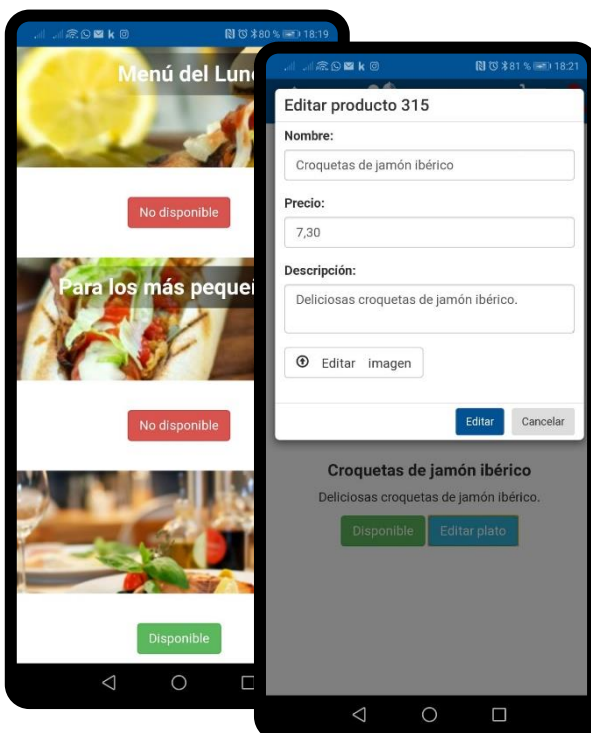 80 % 18:19
Menú del Lun
No disponible
Para los más peque
No disponible
Disponible
81 % 18:21
Editar producto 315
Nombre:
Croquetas de jamón ibérico
Precio:
7,30
Descripción:
Deliciosas croquetas de jamón ibérico.
Editar imagen
Editar Cancelar
Croquetas de jamón ibérico
Deliciosas croquetas de jamón ibérico.
Disponible Editar plato